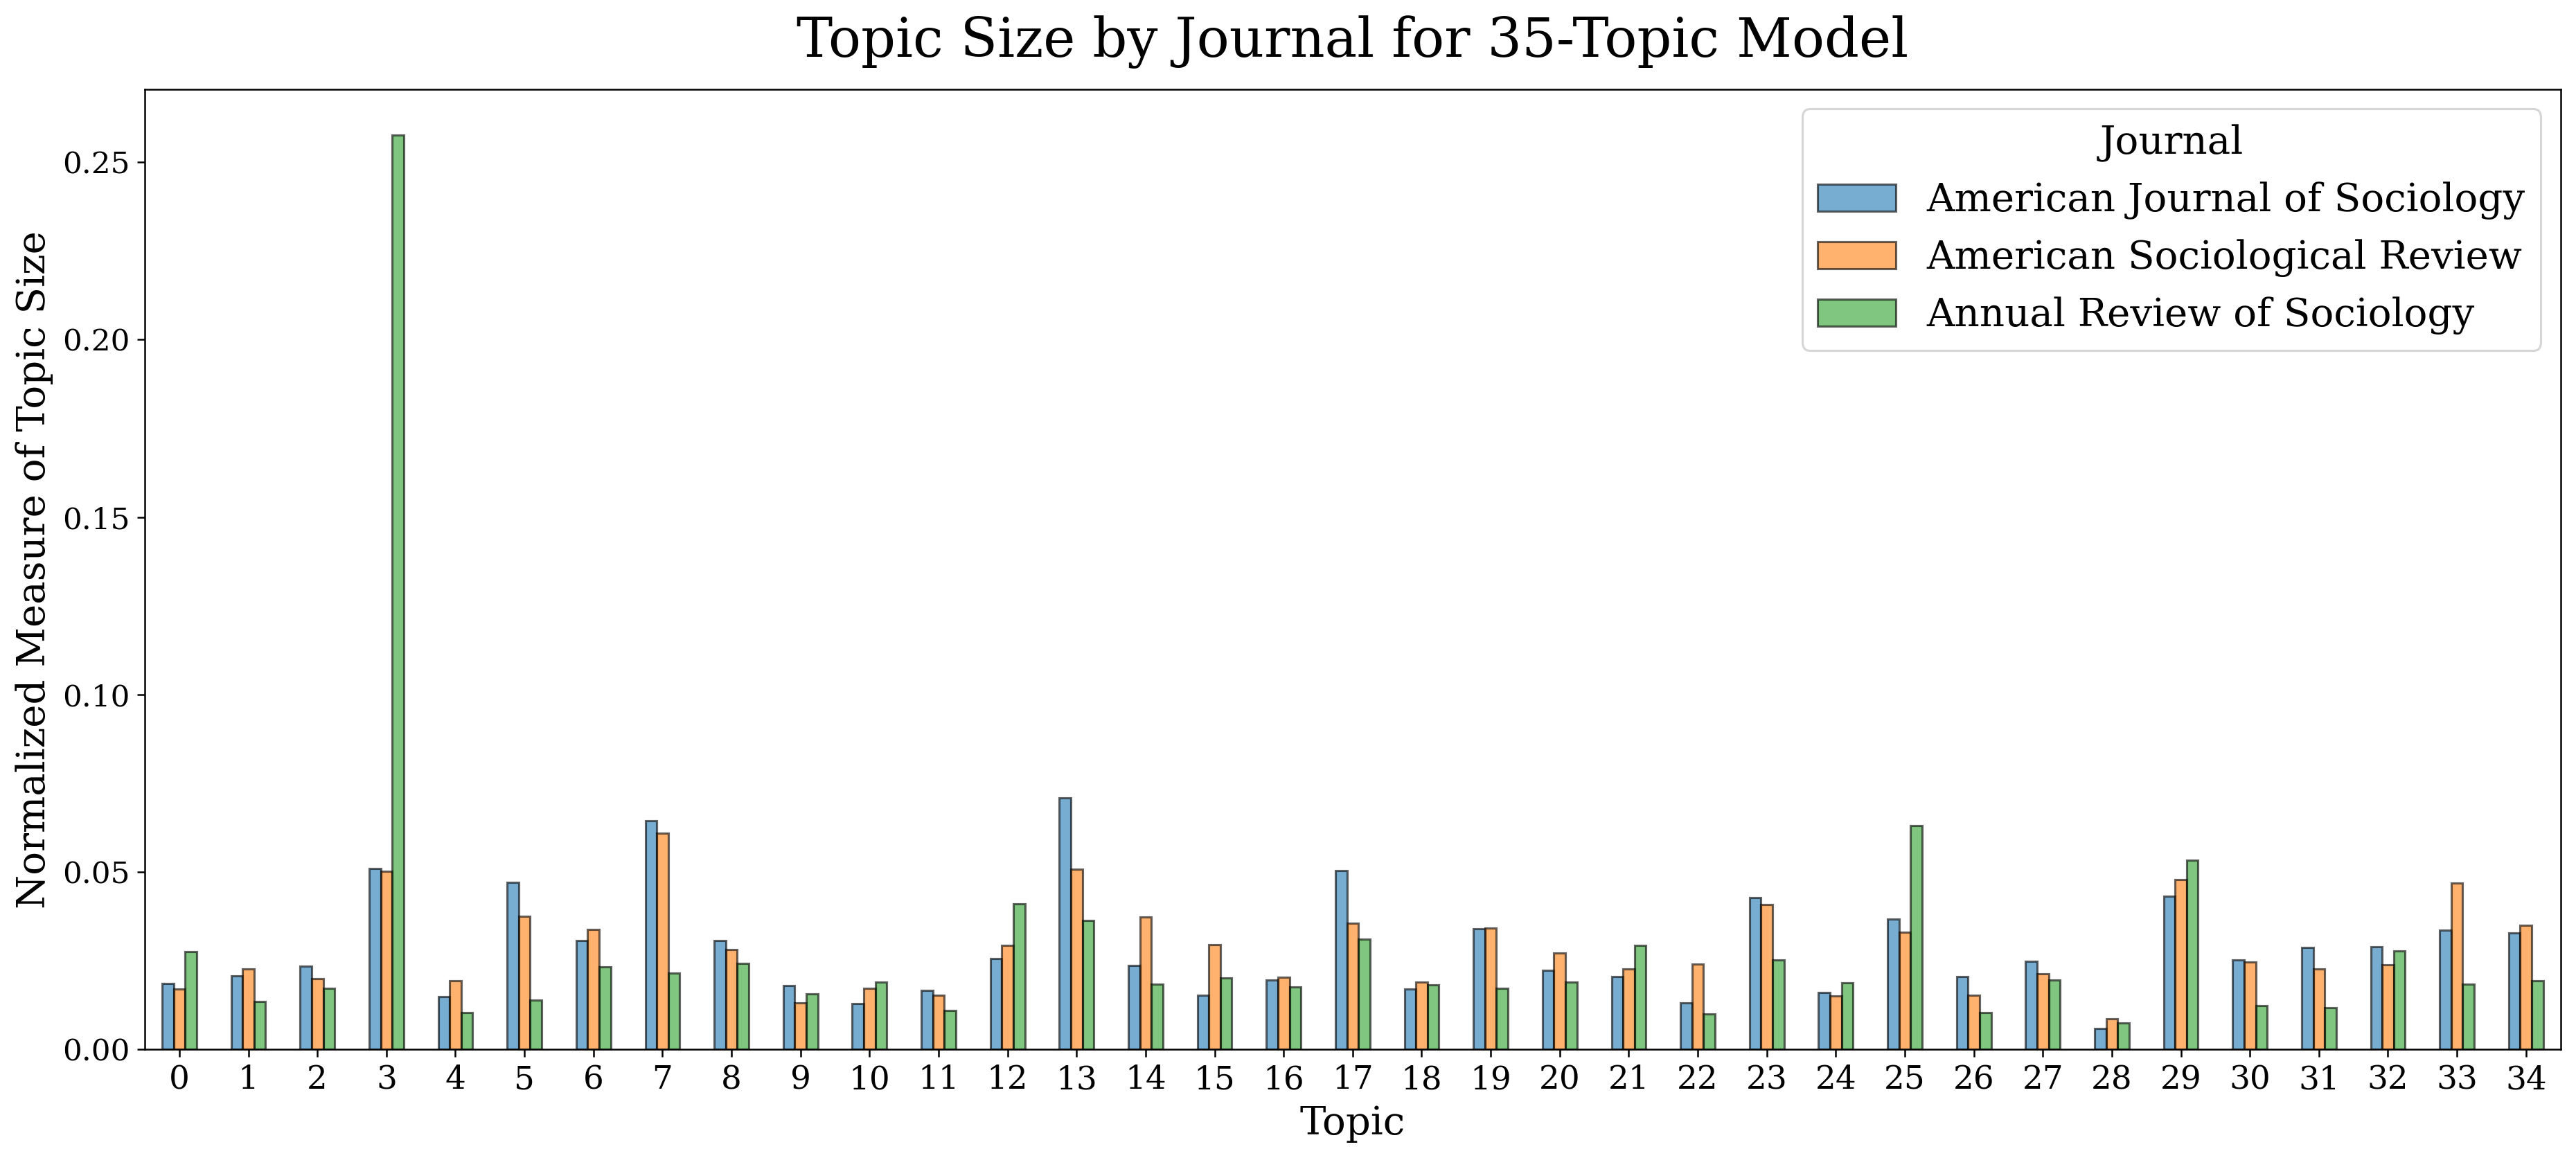 Topic Size by Journal for 35-Topic Model
Normalized Measure of Topic Size
0.25
0.20
0.15
0.10
0.05
0.00
Journal
American Journal of Sociology
American Sociological Review
Annual Review of Sociology
0 1 2 3 4 5 6 7 8 9 10 11 12 13 14 15 16 17 18 19 20 21 22 23 24 25 26 27 28 29 30 31 32 33 34
Topic